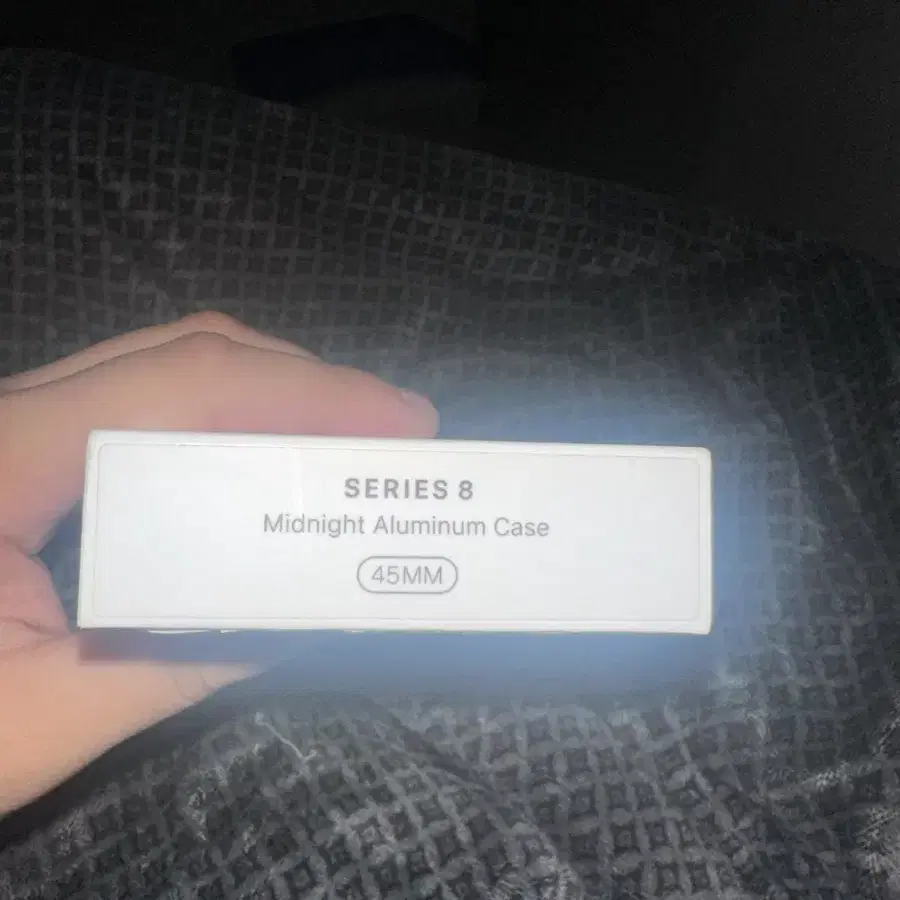 SERIES 8
Midnight Aluminum Case
45MM